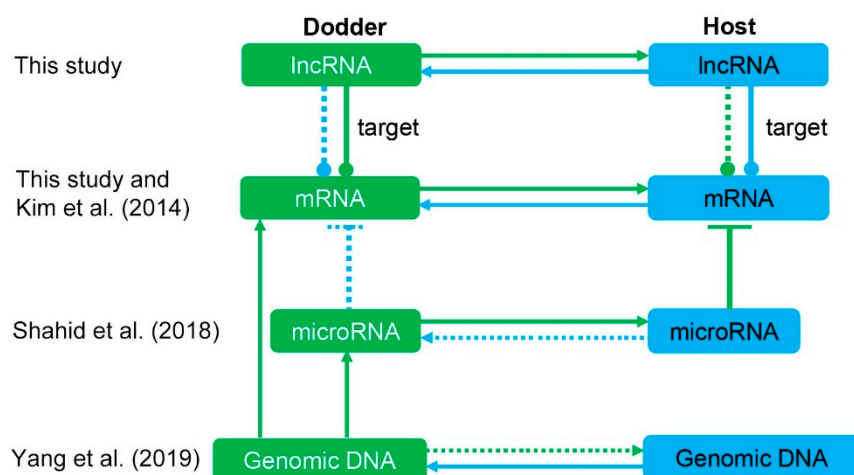 Dodder Host
This study lncRNA lncRNA
target target
This study and
Kim et al. (2014) mRNA mRNA
Shahid et al. (2018) microRNA microRNA
Yang et al. (2019) Genomic DNA Genomic DNA